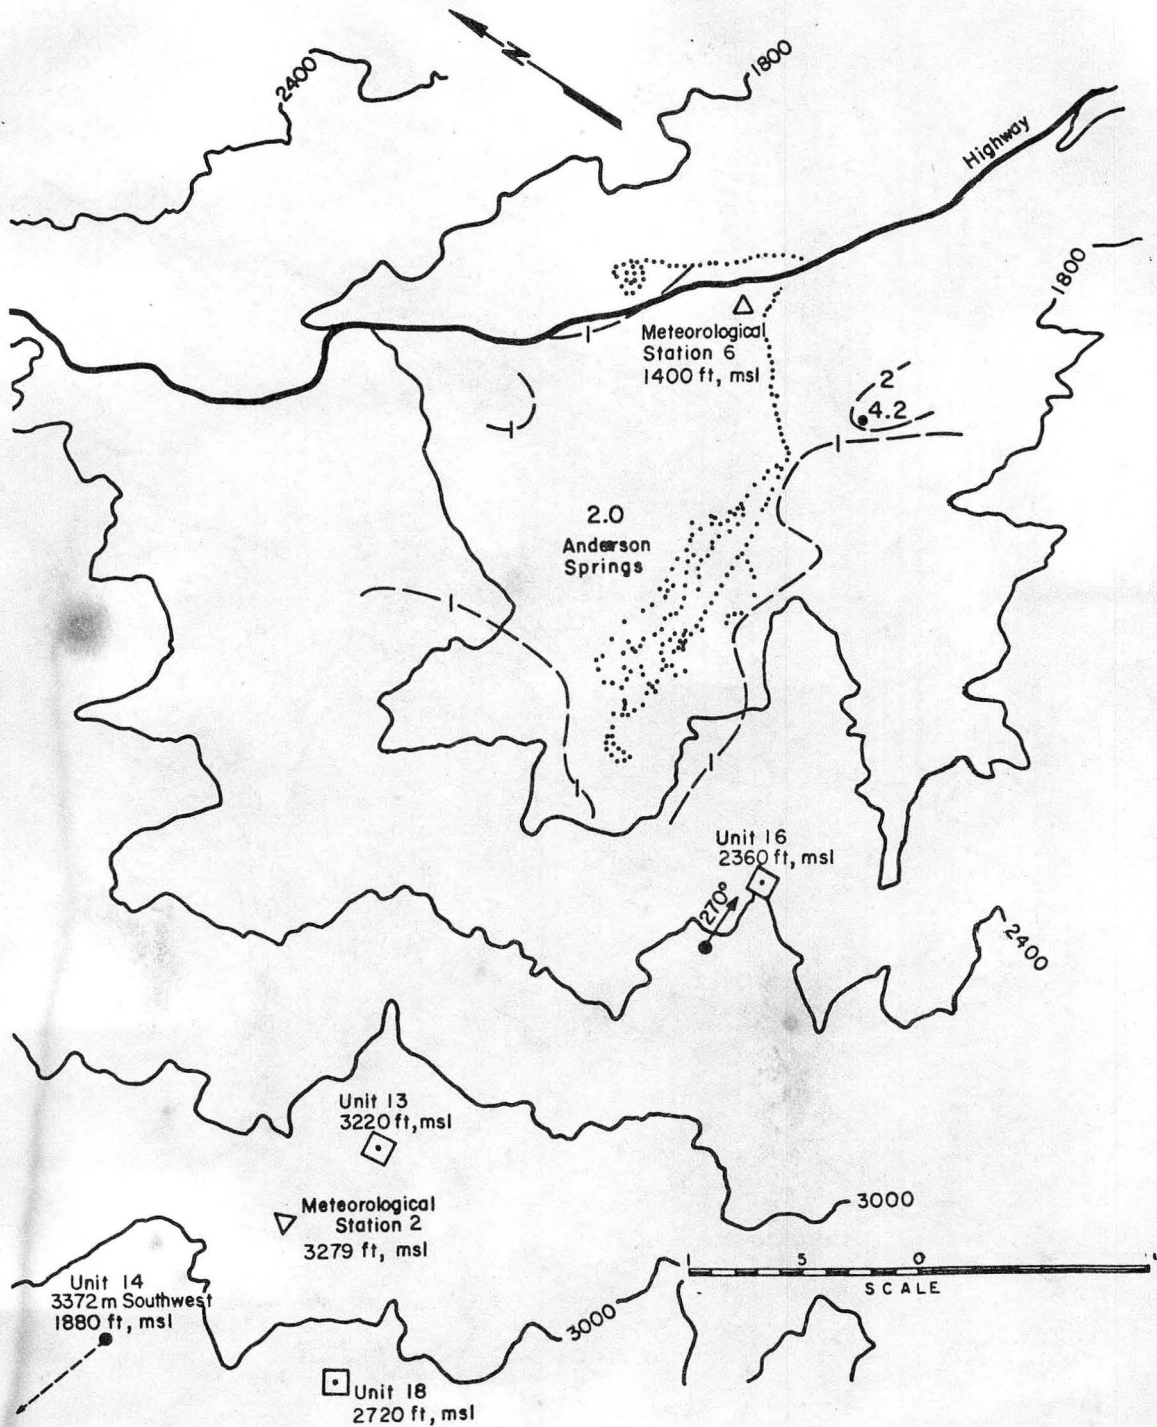 N
2400
1800
Highway
1800
Meteorological
Station 6
1400 ft, msl
1
2
4.2
1
1
2.0
Anderson
Springs
1
1
1
Unit 16
2360 ft, msl
270°
2400
Unit 13
3220 ft, msl
Meteorological
Station 2
3279 ft, msl
3000
Unit 14
3372 m Southwest
1880 ft, msl
3000
1 5 0
SCALE
Unit 18
2720 ft, msl